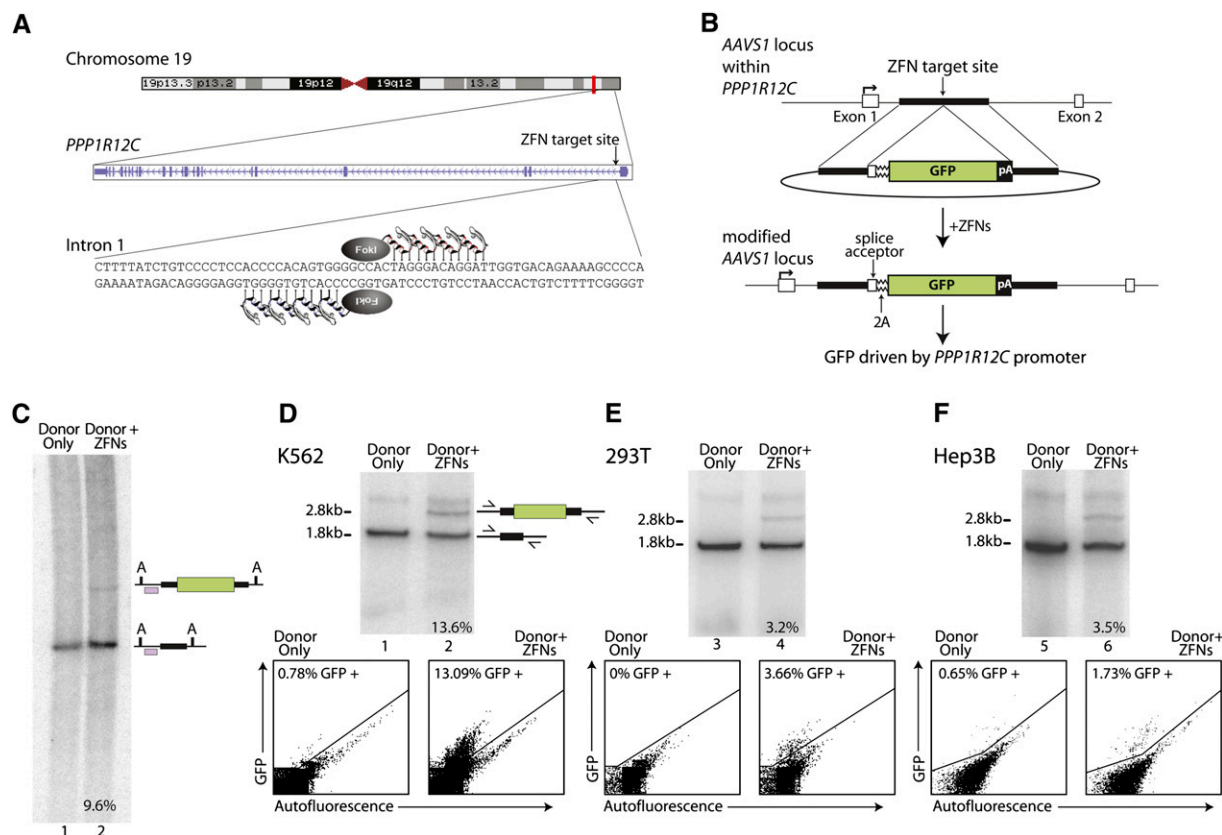 A
Chromosome 19
19p13.3 p13.2 19p12 19q12 13.2
PPP1R12C
ZFN target site
Intron 1
FokI
CTTTTATCTGTCCCCTCCACCCCACAGTGGGGCCACTAGGGACAGGATTGGTGACAGAAAAGCCCCA
GAAAATAGACAGGGGAGGTGGGGTGTCACCCCGGTGATCCCTGTCCTAACCACTGTCTTTTCGGGGT
FokI
B
AAVS1 locus
within
PPP1R12C
ZFN target site
Exon 1
Exon 2
GFP
pA
+ZFNs
modified
AAVS1 locus
splice
acceptor
GFP
pA
2A
GFP driven by PPP1R12C promoter
C
Donor
Only
Donor +
ZFNs
A
A
A
A
9.6%
1
2
D
K562
Donor
Only
Donor+
ZFNs
2.8kb
1.8kb
13.6%
1
2
Donor
Only
Donor+
ZFNs
0.78% GFP +
13.09% GFP +
GFP
Autofluorescence
E
293T
Donor
Only
Donor+
ZFNs
2.8kb
1.8kb
3.2%
3
4
Donor
Only
Donor+
ZFNs
0% GFP +
3.66% GFP +
GFP
Autofluorescence
F
Hep3B
Donor
Only
Donor+
ZFNs
2.8kb
1.8kb
3.5%
5
6
Donor
Only
Donor+
ZFNs
0.65% GFP +
1.73% GFP +
GFP
Autofluorescence